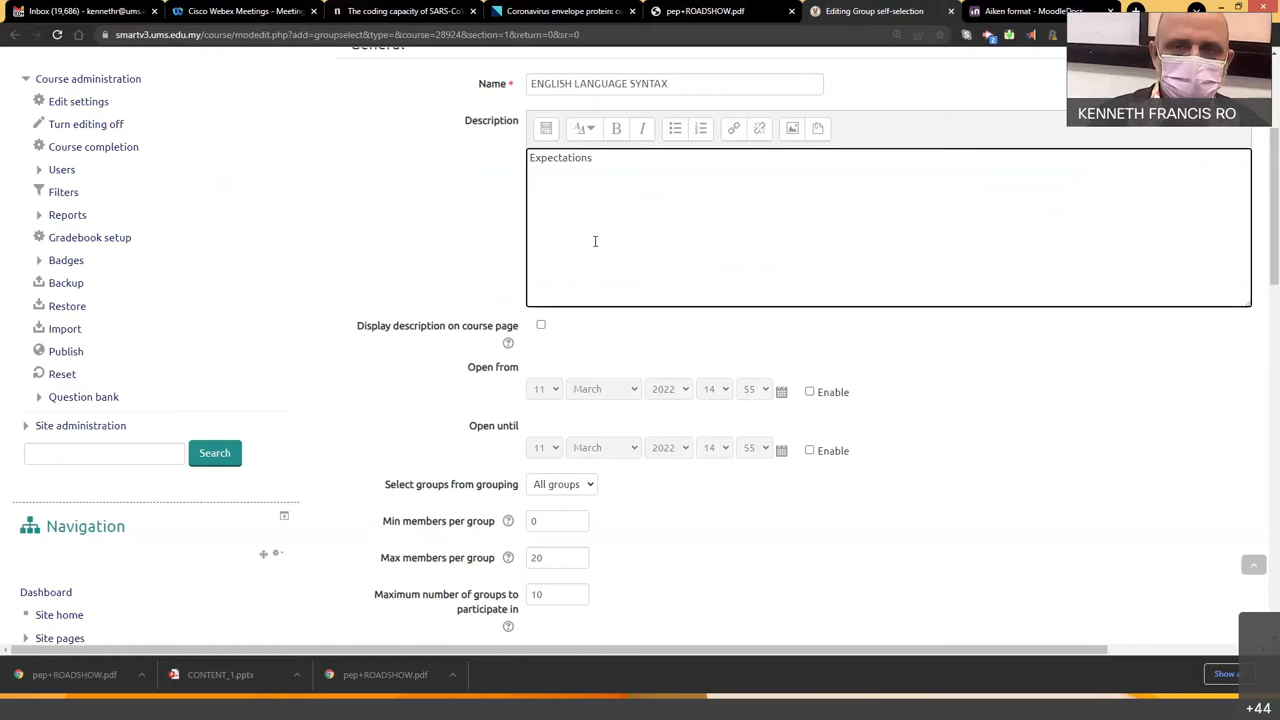 Inbox (19,686) - kennethr@ums.e
Cisco Webex Meetings - Meetin
The coding capacity of SARS-CoV
Coronavirus envelope protein: cu
pep+ROADSHOW.pdf
Editing Group self-selection
Aiken format - MoodleDocs
smartv3.ums.edu.my/course/modedit.php?add=groupselect&type=&course=28924&section=1&return=0&sr=0
General
Course administration
Edit settings
Turn editing off
Course completion
Users
Filters
Reports
Gradebook setup
Badges
Backup
Restore
Import
Publish
Reset
Question bank
Site administration
Search
Navigation
Dashboard
Site home
Site pages
Name *
ENGLISH LANGUAGE SYNTAX
Description
B I
Expectations
Display description on course page
Open from
11 March 2022 14 55 Enable
Open until
11 March 2022 14 55 Enable
Select groups from grouping
All groups
Min members per group
0
Max members per group
20
Maximum number of groups to
participate in
10
KENNETH FRANCIS RO
pep+ROADSHOW.pdf
CONTENT_1.pptx
pep+ROADSHOW.pdf
Show
+44